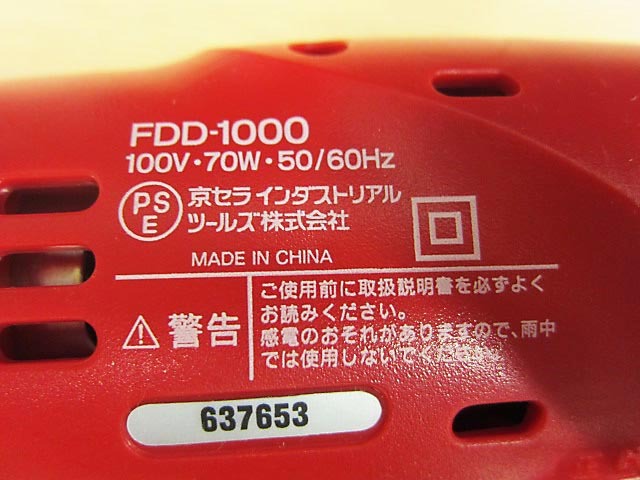 FDD-1000
100V・70W・50/60Hz
PS
E
京セラ インダストリアル
ツールズ株式会社
MADE IN CHINA
警告
ご使用前に取扱説明書を必ずよく
お読みください。
感電のおそれがありますので、雨中
では使用しないでください。
637653